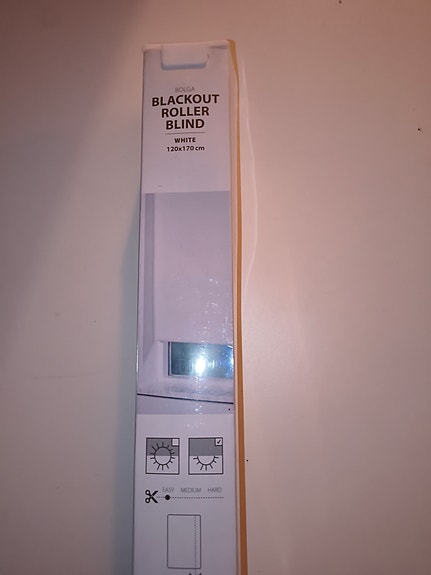 BOLGA
BLACKOUT
ROLLER
BLIND
WHITE
120x170 cm
EASY MEDIUM HARD